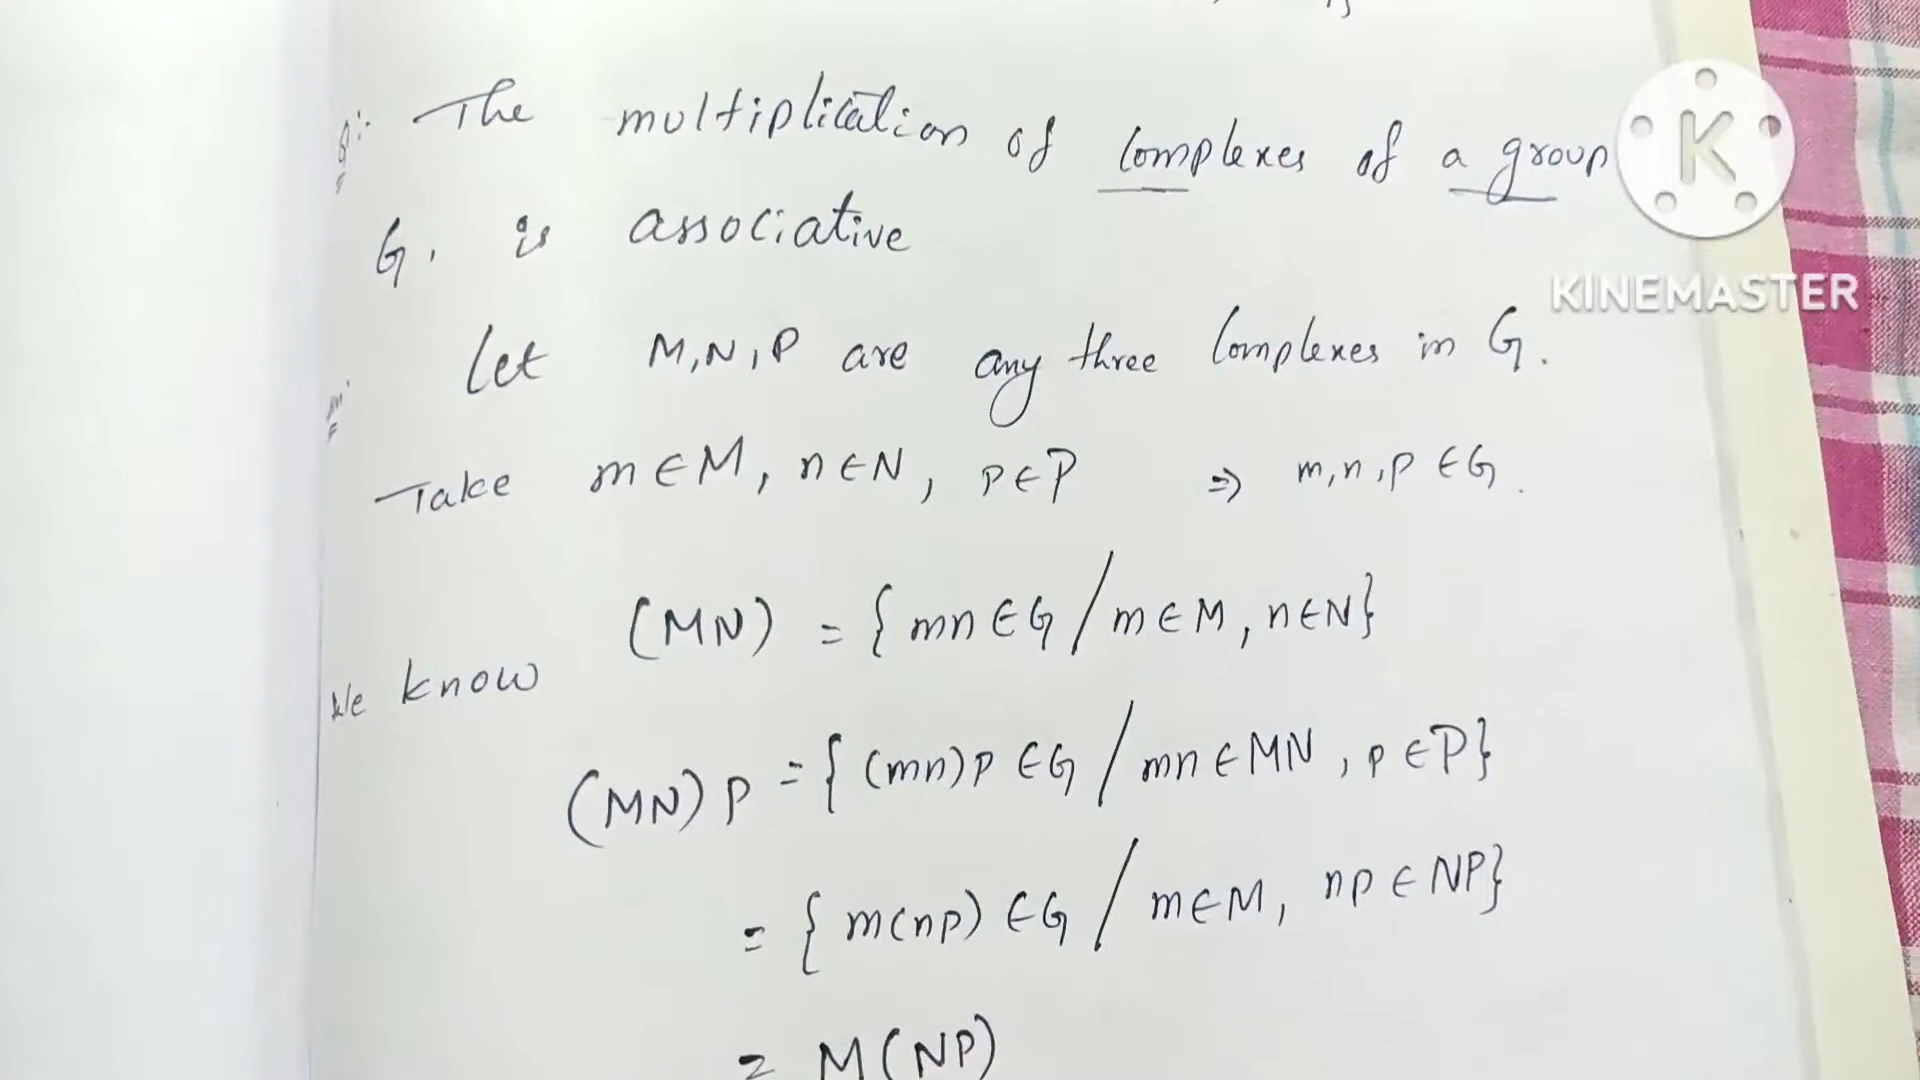 The multiplication of complexes of a group
G. is associative
KINEMASTER
Let M,N,P are any three Complexes in G.
Take m∈M, n∈N, p∈P ⇒ m,n,p ∈G.
(MN) = {mn∈G / m∈M, n∈N}
We know
(MN)P = {(mn)p ∈G / mn∈MN, p∈P}
= {m(np) ∈G / m∈M, np∈NP}
= M(NP)